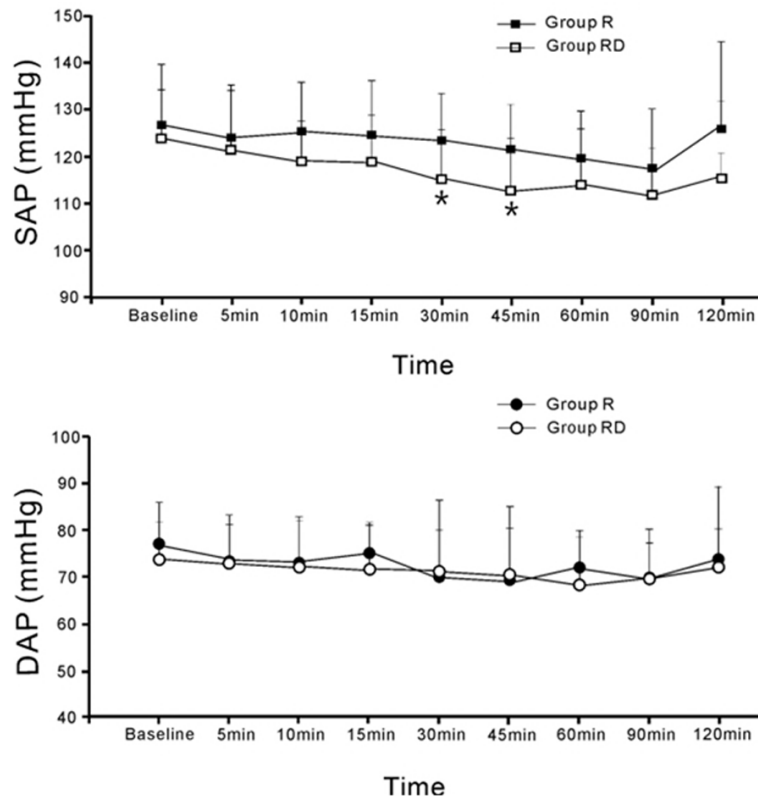 150
Group R
Group RD
140
130
120
110
100
90
SAP (mmHg)
*
*
Baseline 5min 10min 15min 30min 45min 60min 90min 120min
Time
Group R
Group RD
100
90
80
70
60
50
40
DAP (mmHg)
Baseline 5min 10min 15min 30min 45min 60min 90min 120min
Time